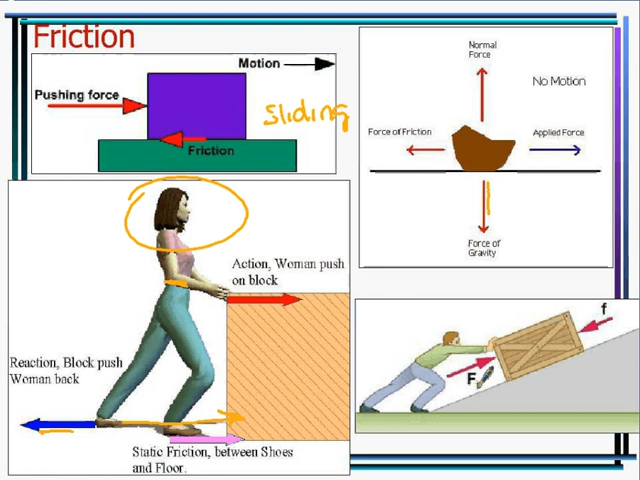 Friction
Motion
Pushing force
Sliding
Friction
Normal
Force
No Motion
Force of Friction
Applied Force
Force of
Gravity
Action, Woman push
on block
Reaction, Block push
Woman back
Static Friction, between Shoes
and Floor.
f
F